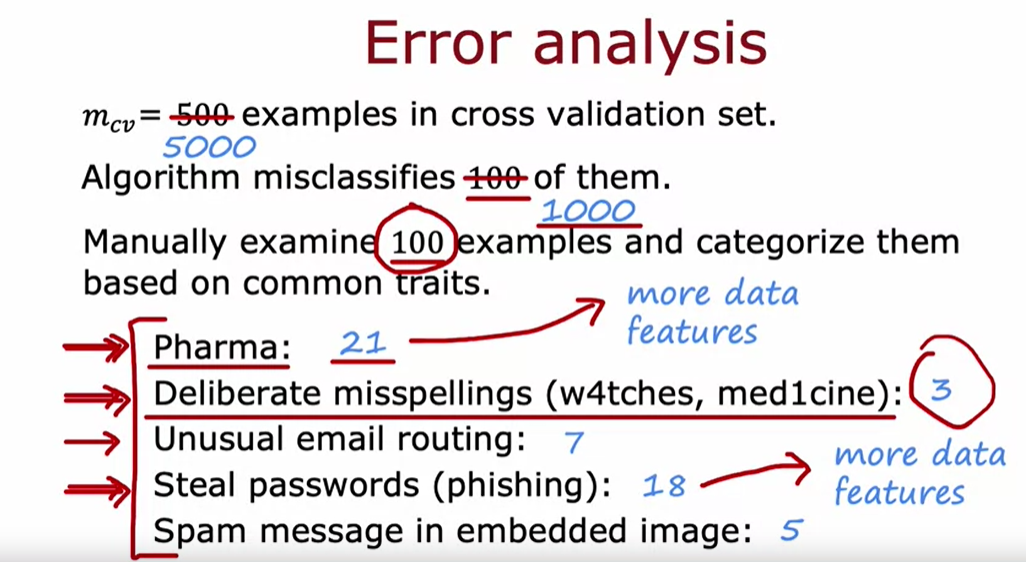 Error analysis
m_cv = 500 examples in cross validation set.
5000
Algorithm misclassifies 100 of them.
1000
Manually examine 100 examples and categorize them
based on common traits.
more data
features
Pharma: 21
Deliberate misspellings (w4tches, med1cine): 3
Unusual email routing: 7
more data
features
Steal passwords (phishing): 18
Spam message in embedded image: 5